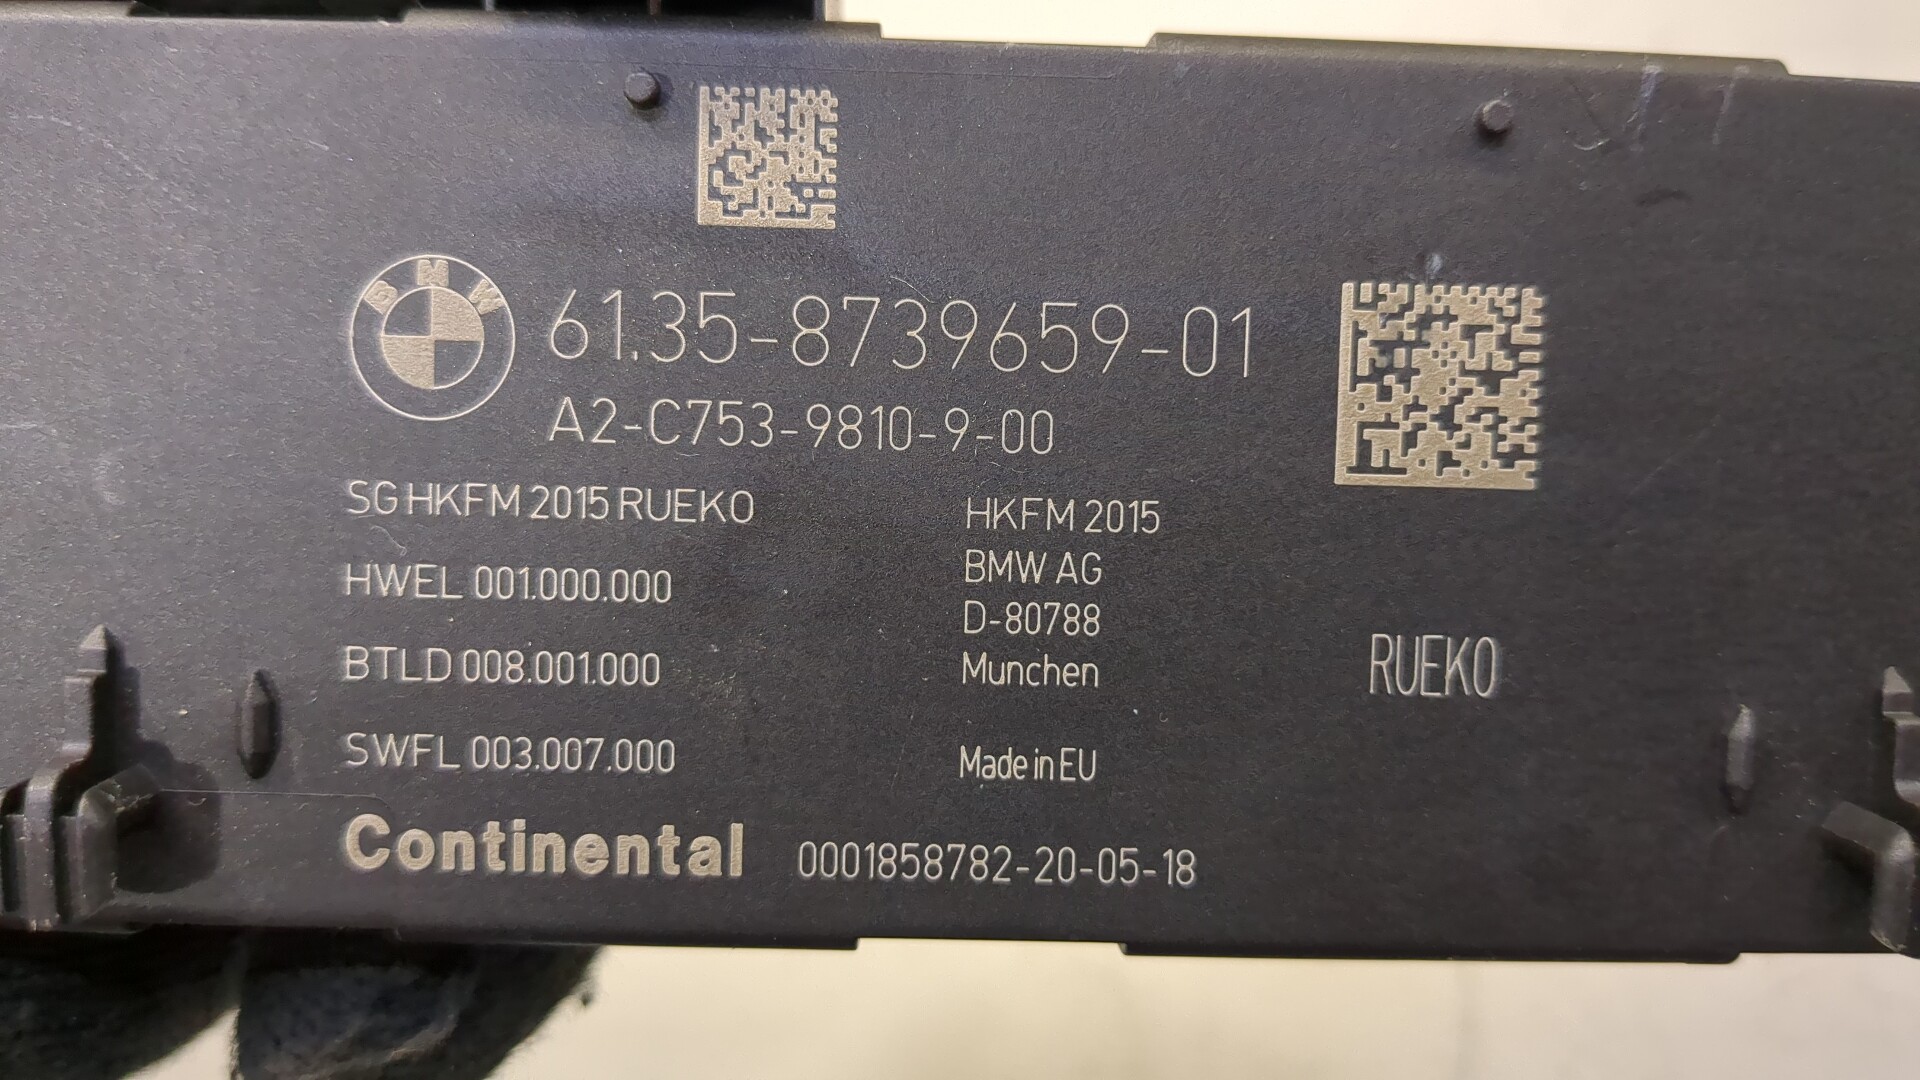 BMW
61.35-8739659-01
A2-C753-9810-9-00
SG HKFM 2015 RUEKO
HWEL 001.000.000
BTLD 008.001.000
SWFL 003.007.000
HKFM 2015
BMW AG
D-80788
Munchen
Made in EU
RUEKO
Continental 0001858782-20-05-18